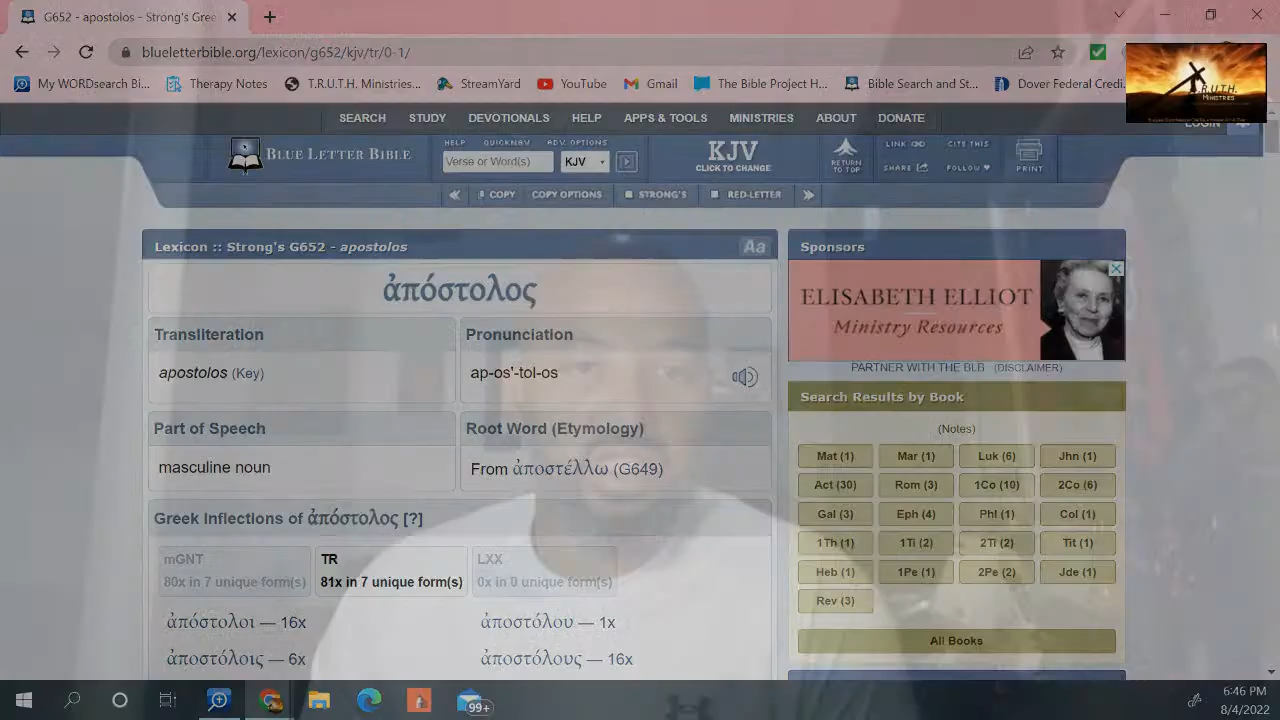 G652 - apostolos - Strong's Gree
blueletterbible.org/lexicon/g652/kjv/tr/0-1/
My WORDsearch Bi... Therapy Notes T.R.U.T.H. Ministries... StreamYard YouTube Gmail The Bible Project H... Bible Search and St... Dover Federal Credi...
T.R.U.T.H.
MINISTRIES
SEARCH STUDY DEVOTIONALS HELP APPS & TOOLS MINISTRIES ABOUT DONATE LOGIN
HELP QUICKNAV ADV. OPTIONS
BLUE LETTER BIBLE Verse or Word(s) KJV
KJV
CLICK TO CHANGE
RETURN TO TOP
LINK CITE THIS
SHARE FOLLOW PRINT
COPY COPY OPTIONS STRONG'S RED-LETTER
Lexicon :: Strong's G652 - apostolos Aa
ἀπόστολος
Transliteration Pronunciation
apostolos (Key) ap-os'-tol-os
Part of Speech Root Word (Etymology)
masculine noun From ἀποστέλλω (G649)
Greek Inflections of ἀπόστολος [?]
mGNT TR LXX
80x in 7 unique form(s) 81x in 7 unique form(s) 0x in 0 unique form(s)
ἀπόστολοι — 16x ἀποστόλου — 1x
ἀποστόλοις — 6x ἀποστόλους — 16x
Sponsors
ELISABETH ELLIOT
Ministry Resources
PARTNER WITH THE BLB (DISCLAIMER)
Search Results by Book
(Notes)
Mat (1) Mar (1) Luk (6) Jhn (1)
Act (30) Rom (3) 1Co (10) 2Co (6)
Gal (3) Eph (4) Phl (1) Col (1)
1Th (1) 1Ti (2) 2Ti (2) Tit (1)
Heb (1) 1Pe (1) 2Pe (2) Jde (1)
Rev (3)
All Books
99+
6:46 PM
8/4/2022